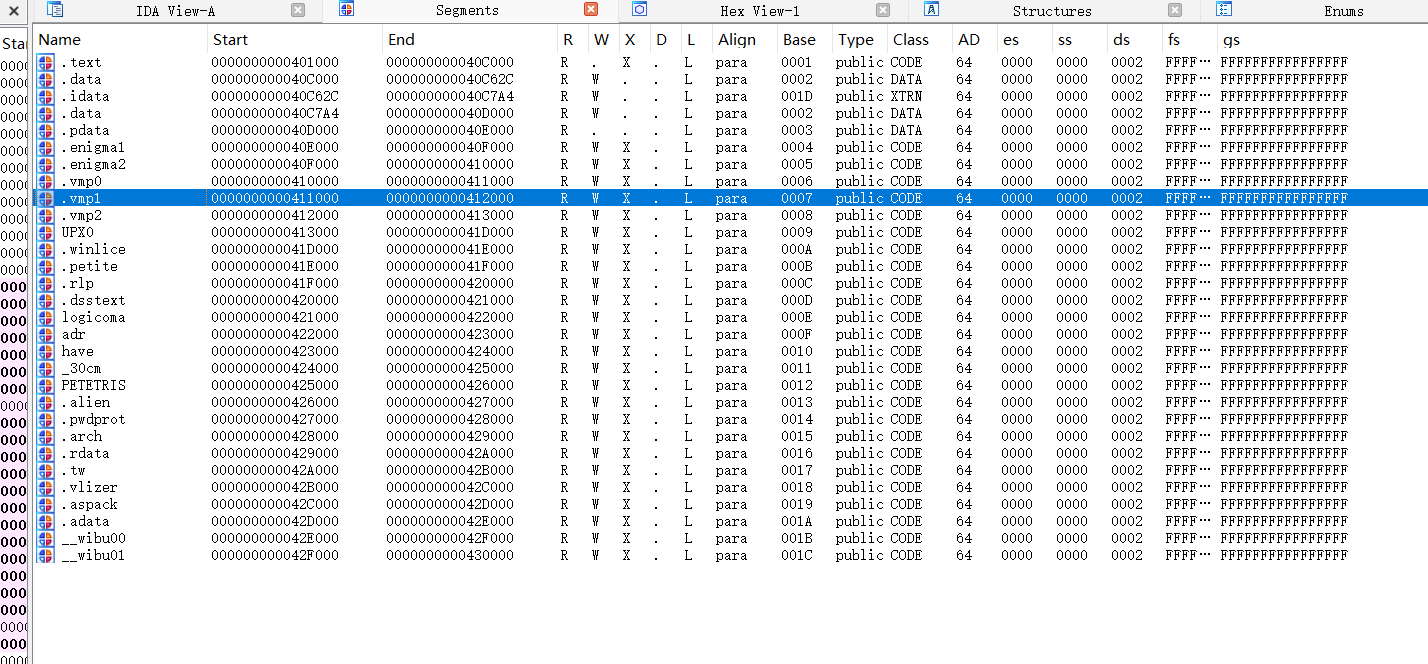 IDA View-A Segments Hex View-1 Structures Enums
Name Start End R W X D L Align Base Type Class AD es ss ds fs gs
.text 0000000000401000 000000000040C000 R . X . L para 0001 public CODE 64 0000 0000 0002 FFFF… FFFFFFFFFFFFFFFF
.data 000000000040C000 000000000040C62C R W . . L para 0002 public DATA 64 0000 0000 0002 FFFF… FFFFFFFFFFFFFFFF
.idata 000000000040C62C 000000000040C7A4 R W . . L para 001D public XTRN 64 0000 0000 0002 FFFF… FFFFFFFFFFFFFFFF
.data 000000000040C7A4 000000000040D000 R W . . L para 0002 public DATA 64 0000 0000 0002 FFFF… FFFFFFFFFFFFFFFF
.pdata 000000000040D000 000000000040E000 R . . . L para 0003 public DATA 64 0000 0000 0002 FFFF… FFFFFFFFFFFFFFFF
.enigma1 000000000040E000 000000000040F000 R W X . L para 0004 public CODE 64 0000 0000 0002 FFFF… FFFFFFFFFFFFFFFF
.enigma2 000000000040F000 0000000000410000 R W X . L para 0005 public CODE 64 0000 0000 0002 FFFF… FFFFFFFFFFFFFFFF
.vmp0 0000000000410000 0000000000411000 R W X . L para 0006 public CODE 64 0000 0000 0002 FFFF… FFFFFFFFFFFFFFFF
.vmp1 0000000000411000 0000000000412000 R W X . L para 0007 public CODE 64 0000 0000 0002 FFFF… FFFFFFFFFFFFFFFF
.vmp2 0000000000412000 0000000000413000 R W X . L para 0008 public CODE 64 0000 0000 0002 FFFF… FFFFFFFFFFFFFFFF
UPX0 0000000000413000 000000000041D000 R W X . L para 0009 public CODE 64 0000 0000 0002 FFFF… FFFFFFFFFFFFFFFF
.winlice 000000000041D000 000000000041E000 R W X . L para 000A public CODE 64 0000 0000 0002 FFFF… FFFFFFFFFFFFFFFF
.petite 000000000041E000 000000000041F000 R W X . L para 000B public CODE 64 0000 0000 0002 FFFF… FFFFFFFFFFFFFFFF
.rlp 000000000041F000 0000000000420000 R W X . L para 000C public CODE 64 0000 0000 0002 FFFF… FFFFFFFFFFFFFFFF
.dsstext 0000000000420000 0000000000421000 R W X . L para 000D public CODE 64 0000 0000 0002 FFFF… FFFFFFFFFFFFFFFF
logicoma 0000000000421000 0000000000422000 R W X . L para 000E public CODE 64 0000 0000 0002 FFFF… FFFFFFFFFFFFFFFF
adr 0000000000422000 0000000000423000 R W X . L para 000F public CODE 64 0000 0000 0002 FFFF… FFFFFFFFFFFFFFFF
have 0000000000423000 0000000000424000 R W X . L para 0010 public CODE 64 0000 0000 0002 FFFF… FFFFFFFFFFFFFFFF
_30cm 0000000000424000 0000000000425000 R W X . L para 0011 public CODE 64 0000 0000 0002 FFFF… FFFFFFFFFFFFFFFF
PETETRIS 0000000000425000 0000000000426000 R W X . L para 0012 public CODE 64 0000 0000 0002 FFFF… FFFFFFFFFFFFFFFF
.alien 0000000000426000 0000000000427000 R W X . L para 0013 public CODE 64 0000 0000 0002 FFFF… FFFFFFFFFFFFFFFF
.pwdprot 0000000000427000 0000000000428000 R W X . L para 0014 public CODE 64 0000 0000 0002 FFFF… FFFFFFFFFFFFFFFF
.arch 0000000000428000 0000000000429000 R W X . L para 0015 public CODE 64 0000 0000 0002 FFFF… FFFFFFFFFFFFFFFF
.rdata 0000000000429000 000000000042A000 R W X . L para 0016 public CODE 64 0000 0000 0002 FFFF… FFFFFFFFFFFFFFFF
.tw 000000000042A000 000000000042B000 R W X . L para 0017 public CODE 64 0000 0000 0002 FFFF… FFFFFFFFFFFFFFFF
.vlizer 000000000042B000 000000000042C000 R W X . L para 0018 public CODE 64 0000 0000 0002 FFFF… FFFFFFFFFFFFFFFF
.aspack 000000000042C000 000000000042D000 R W X . L para 0019 public CODE 64 0000 0000 0002 FFFF… FFFFFFFFFFFFFFFF
.adata 000000000042D000 000000000042E000 R W X . L para 001A public CODE 64 0000 0000 0002 FFFF… FFFFFFFFFFFFFFFF
__wibu00 000000000042E000 000000000042F000 R W X . L para 001B public CODE 64 0000 0000 0002 FFFF… FFFFFFFFFFFFFFFF
__wibu01 000000000042F000 0000000000430000 R W X . L para 001C public CODE 64 0000 0000 0002 FFFF… FFFFFFFFFFFFFFFF